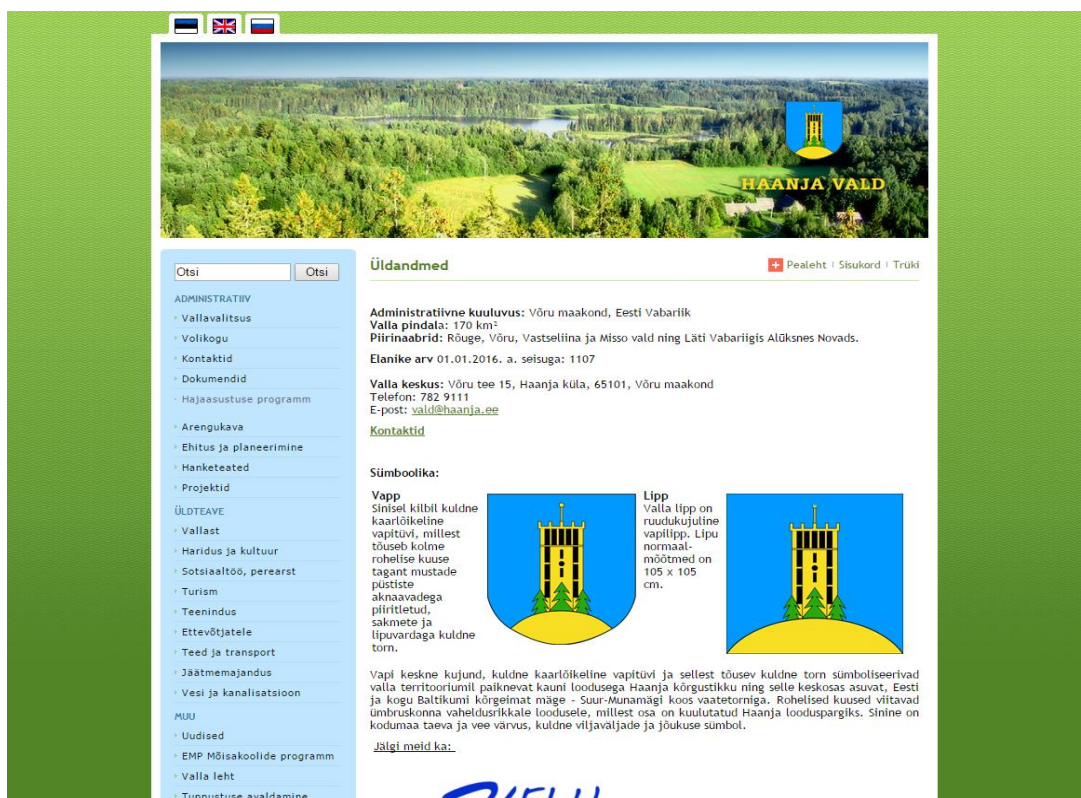 HAANJA VALD
Otsi Otsi
ADMINISTRATIIV
Vallavalitsus
Volikogu
Kontaktid
Dokumendid
Hajaasustuse programm
Arengukava
Ehitus ja planeerimine
Hanketeated
Projektid
ÜLDTEAVE
Vallast
Haridus ja kultuur
Sotsiaaltöö, perearst
Turism
Teenindus
Ettevõtjatele
Teed ja transport
Jäätmemajandus
Vesi ja kanalisatsioon
MUU
Uudised
EMP Mõisakoolide programm
Valla leht
Tunnustuse avaldamine
Üldandmed
Pealeht | Sisukord | Trüki
Administratiivne kuuluvus: Võru maakond, Eesti Vabariik
Valla pindala: 170 km²
Piirinaabrid: Rõuge, Võru, Vastseliina ja Misso vald ning Läti Vabariigis Alūksnes Novads.
Elanike arv 01.01.2016. a. seisuga: 1107
Valla keskus: Võru tee 15, Haanja küla, 65101, Võru maakond
Telefon: 782 9111
E-post: vald@haanja.ee
Kontaktid
Sümboolika:
Vapp
Sinisel kilbil kuldne
kaarlõikeline
vapitüvi, millest
tõuseb kolme
rohelise kuuse
tagant mustade
püstiste
aknaavadega
piiritletud,
sakmete ja
lipuvardaga kuldne
torn.
Lipp
Valla lipp on
ruudukujuline
vapilipp. Lipu
normaal-
mõõtmed on
105 x 105
cm.
Vapi keskne kujund, kuldne kaarlõikeline vapitüvi ja sellest tõusev kuldne torn sümboliseerivad
valla territooriumil paiknevat kauni loodusega Haanja kõrgustikku ning selle keskosas asuvat, Eesti
ja kogu Baltikumi kõrgeimat mäge - Suur-Munamägi koos vaatetorniga. Rohelised kuused viitavad
ümbruskonna vaheldusrikkale loodusele, millest osa on kuulutatud Haanja looduspargiks. Sinine on
kodumaa taeva ja vee värvus, kuldne viljaväljade ja jõukuse sümbol.
Jälgi meid ka: